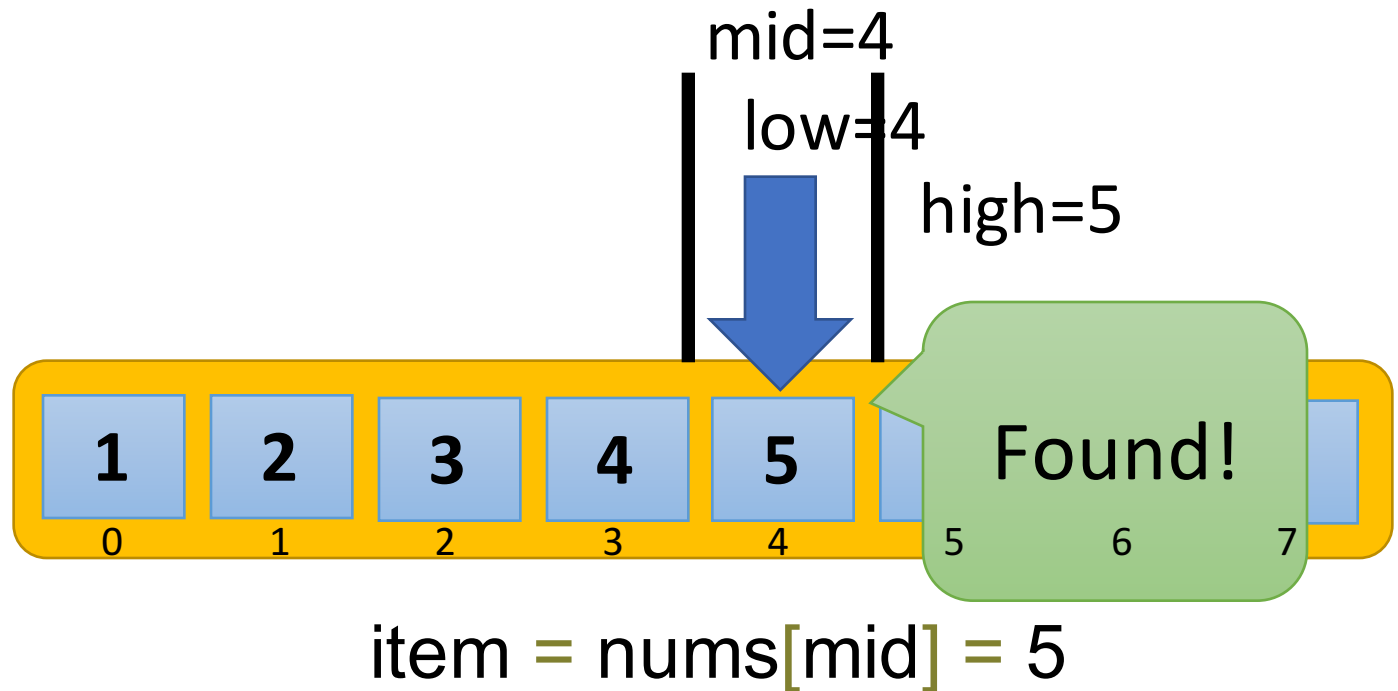 mid=4
low=4
high=5
1 2 3 4 5
Found!
0 1 2 3 4 5 6 7
item = nums[mid] = 5